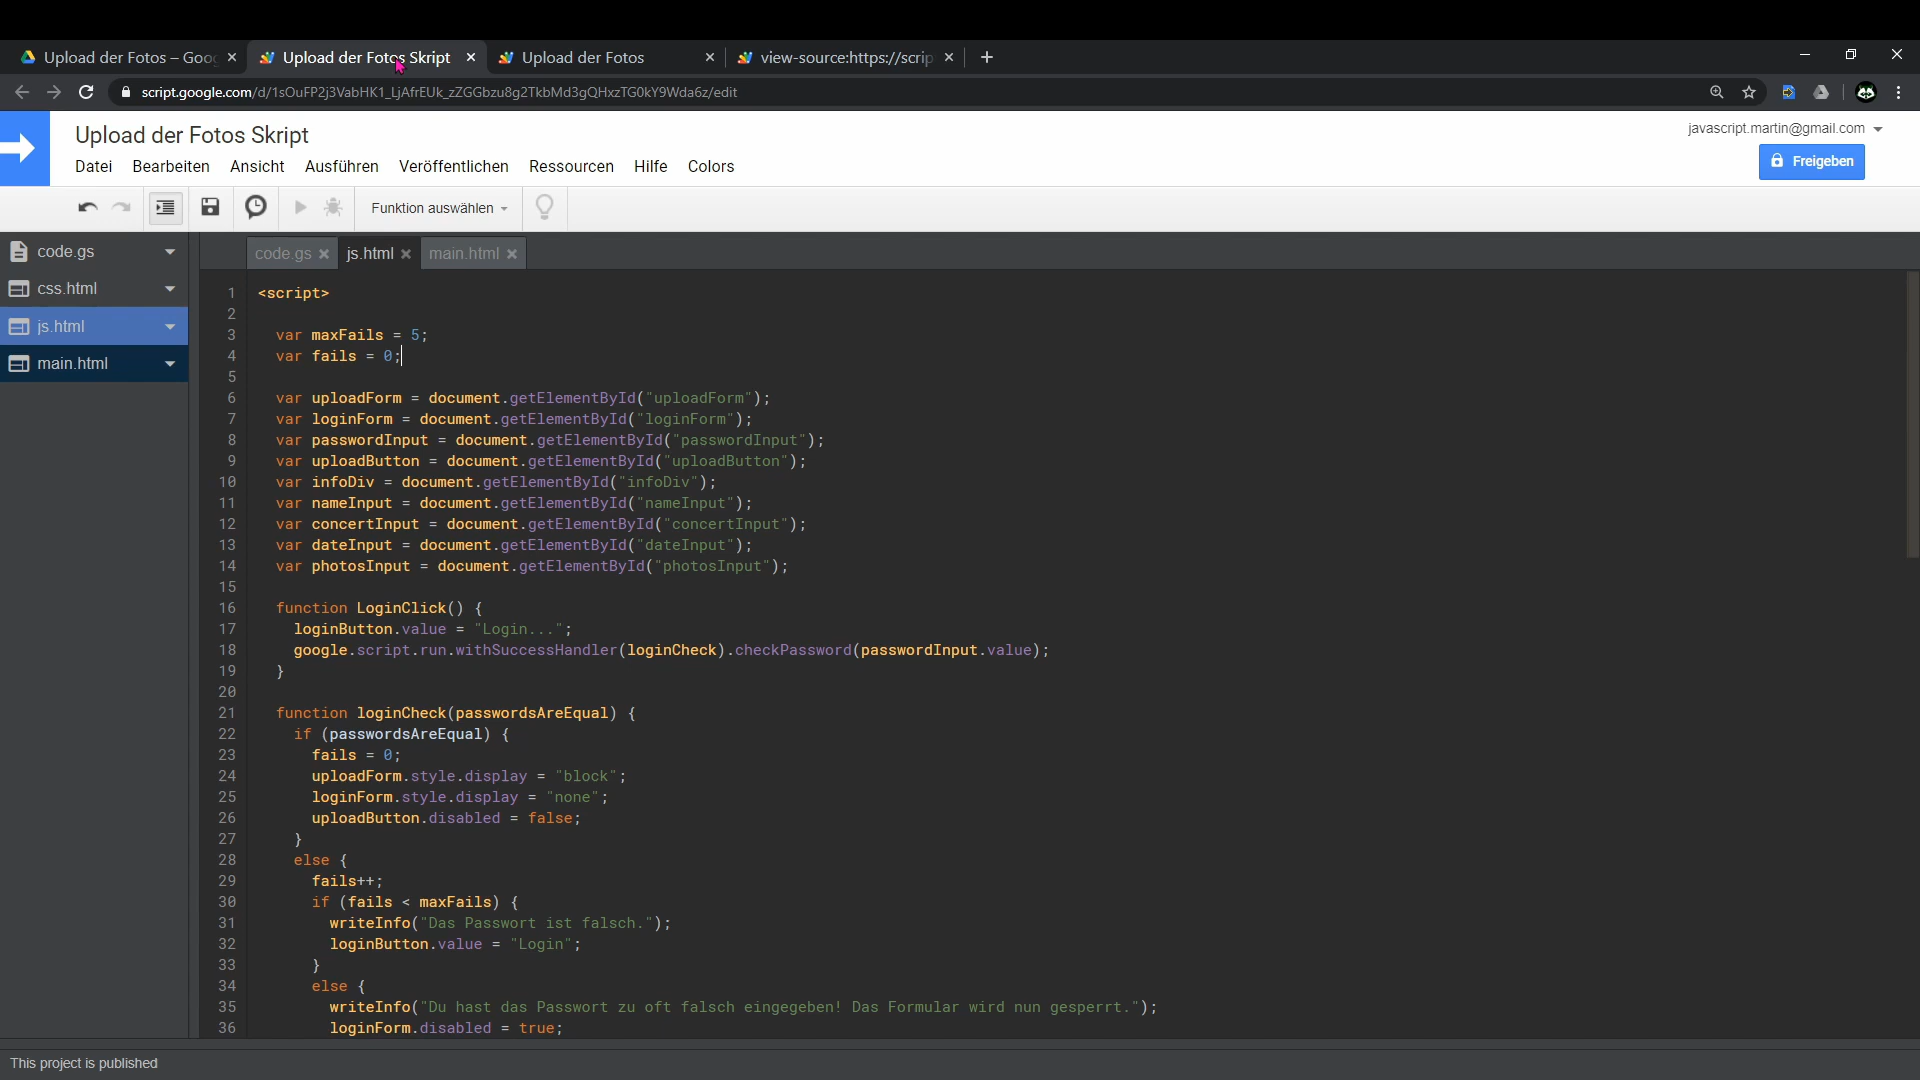 Upload der Fotos – Goog
Upload der Fotos Skript
Upload der Fotos
view-source:https://scrip
script.google.com/d/1sOuFP2j3VabHK1_LjAfrEUk_zZGGbzu8g2TkbMd3gQHxzTG0kY9Wda6z/edit
Upload der Fotos Skript
javascript.martin@gmail.com
Datei Bearbeiten Ansicht Ausführen Veröffentlichen Ressourcen Hilfe Colors
Freigeben
Funktion auswählen
code.gs
css.html
js.html
main.html
code.gs js.html main.html
1 <script>
2
3 var maxFails = 5;
4 var fails = 0;
5
6 var uploadForm = document.getElementById("uploadForm");
7 var loginForm = document.getElementById("loginForm");
8 var passwordInput = document.getElementById("passwordInput");
9 var uploadButton = document.getElementById("uploadButton");
10 var infoDiv = document.getElementById("infoDiv");
11 var nameInput = document.getElementById("nameInput");
12 var concertInput = document.getElementById("concertInput");
13 var dateInput = document.getElementById("dateInput");
14 var photosInput = document.getElementById("photosInput");
15
16 function LoginClick() {
17 loginButton.value = "Login...";
18 google.script.run.withSuccessHandler(loginCheck).checkPassword(passwordInput.value);
19 }
20
21 function loginCheck(passwordsAreEqual) {
22 if (passwordsAreEqual) {
23 fails = 0;
24 uploadForm.style.display = "block";
25 loginForm.style.display = "none";
26 uploadButton.disabled = false;
27 }
28 else {
29 fails++;
30 if (fails < maxFails) {
31 writeInfo("Das Passwort ist falsch.");
32 loginButton.value = "Login";
33 }
34 else {
35 writeInfo("Du hast das Passwort zu oft falsch eingegeben! Das Formular wird nun gesperrt.");
36 loginForm.disabled = true;
This project is published